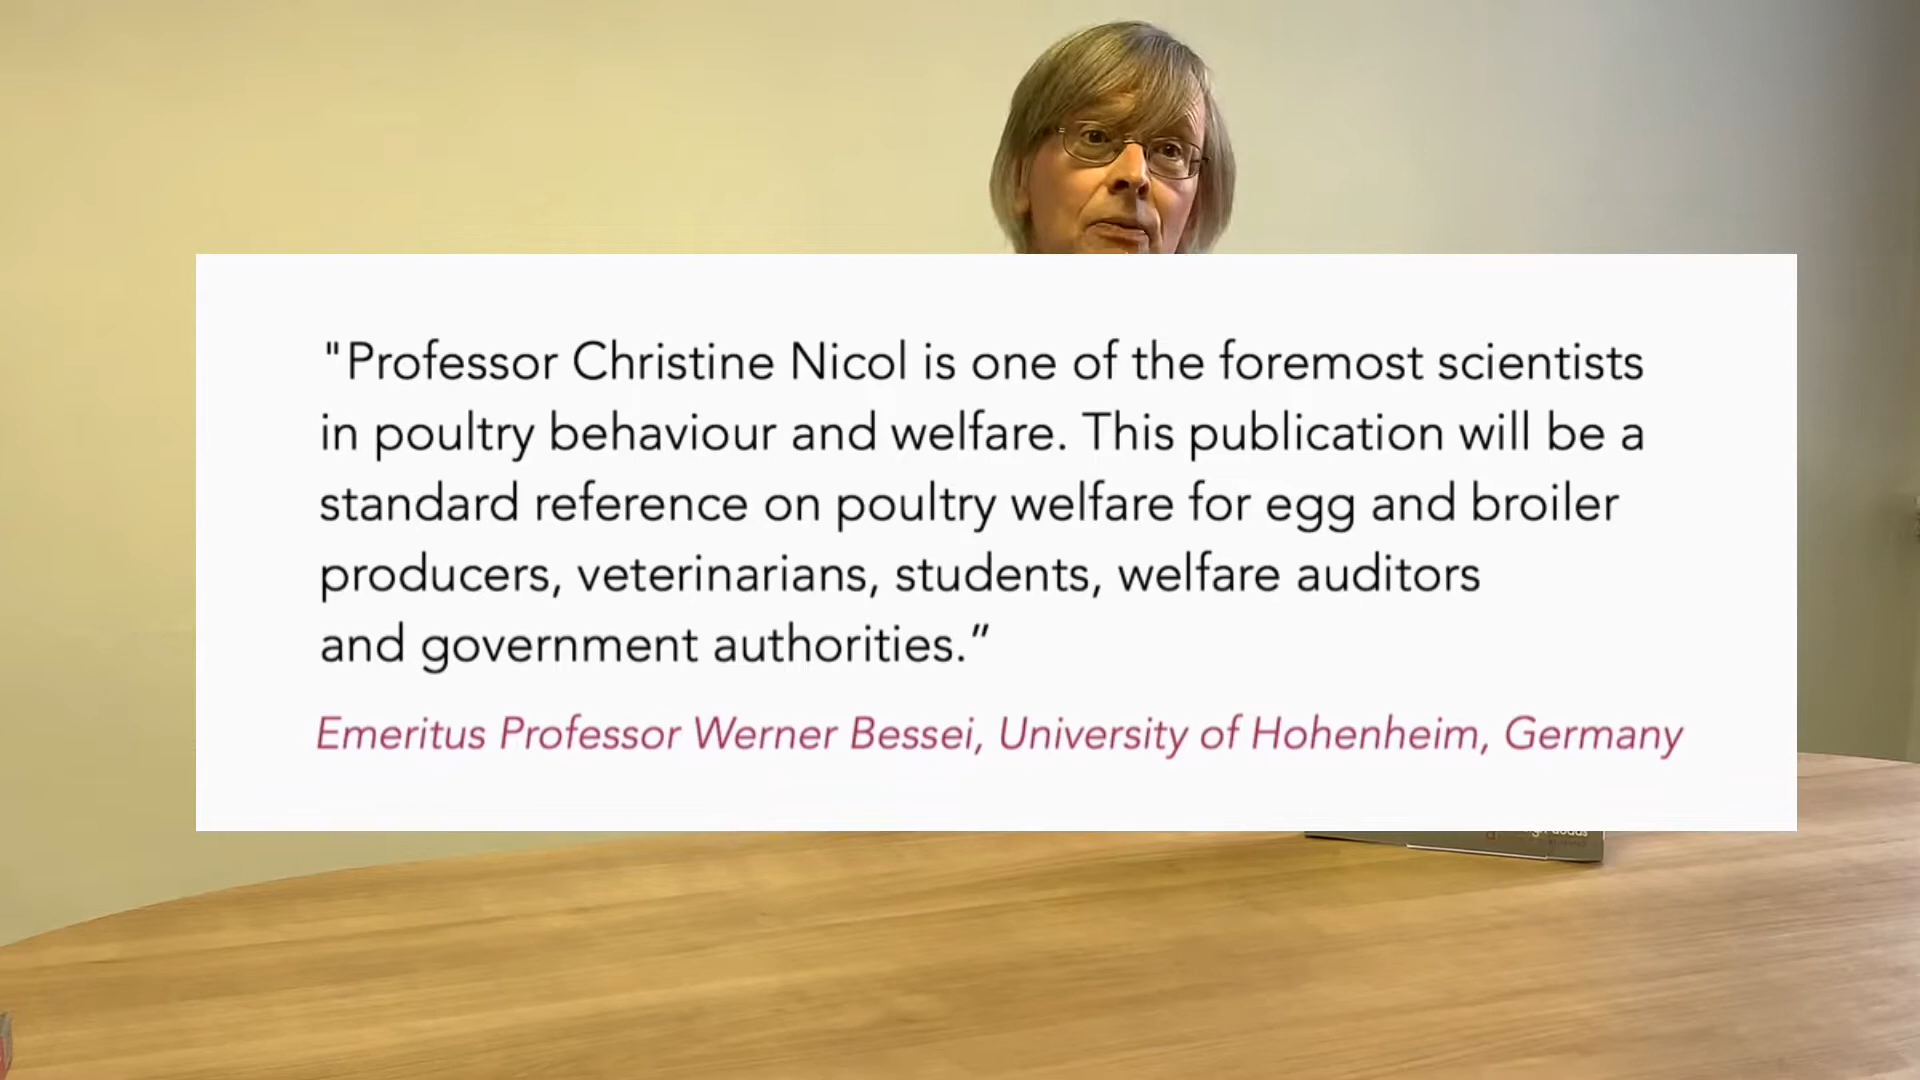 "Professor Christine Nicol is one of the foremost scientists
in poultry behaviour and welfare. This publication will be a
standard reference on poultry welfare for egg and broiler
producers, veterinarians, students, welfare auditors
and government authorities.”
Emeritus Professor Werner Bessei, University of Hohenheim, Germany